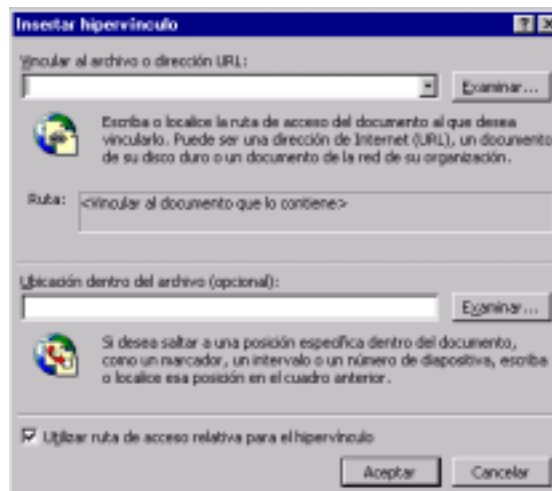 Insertar hipervínculo
Vincular al archivo o dirección URL:
Examinar...
Escriba o localice la ruta de acceso del documento al que desea
vincularlo. Puede ser una dirección de Internet (URL), un documento
de su disco duro o un documento de la red de su organización.
Ruta: <Vincular al documento que lo contiene>
Ubicación dentro del archivo (opcional):
Examinar...
Si desea saltar a una posición específica dentro del documento,
como un marcador, un intervalo o un número de diapositiva, escriba
o localice esa posición en el cuadro anterior.
Utilizar ruta de acceso relativa para el hipervínculo
Aceptar Cancelar